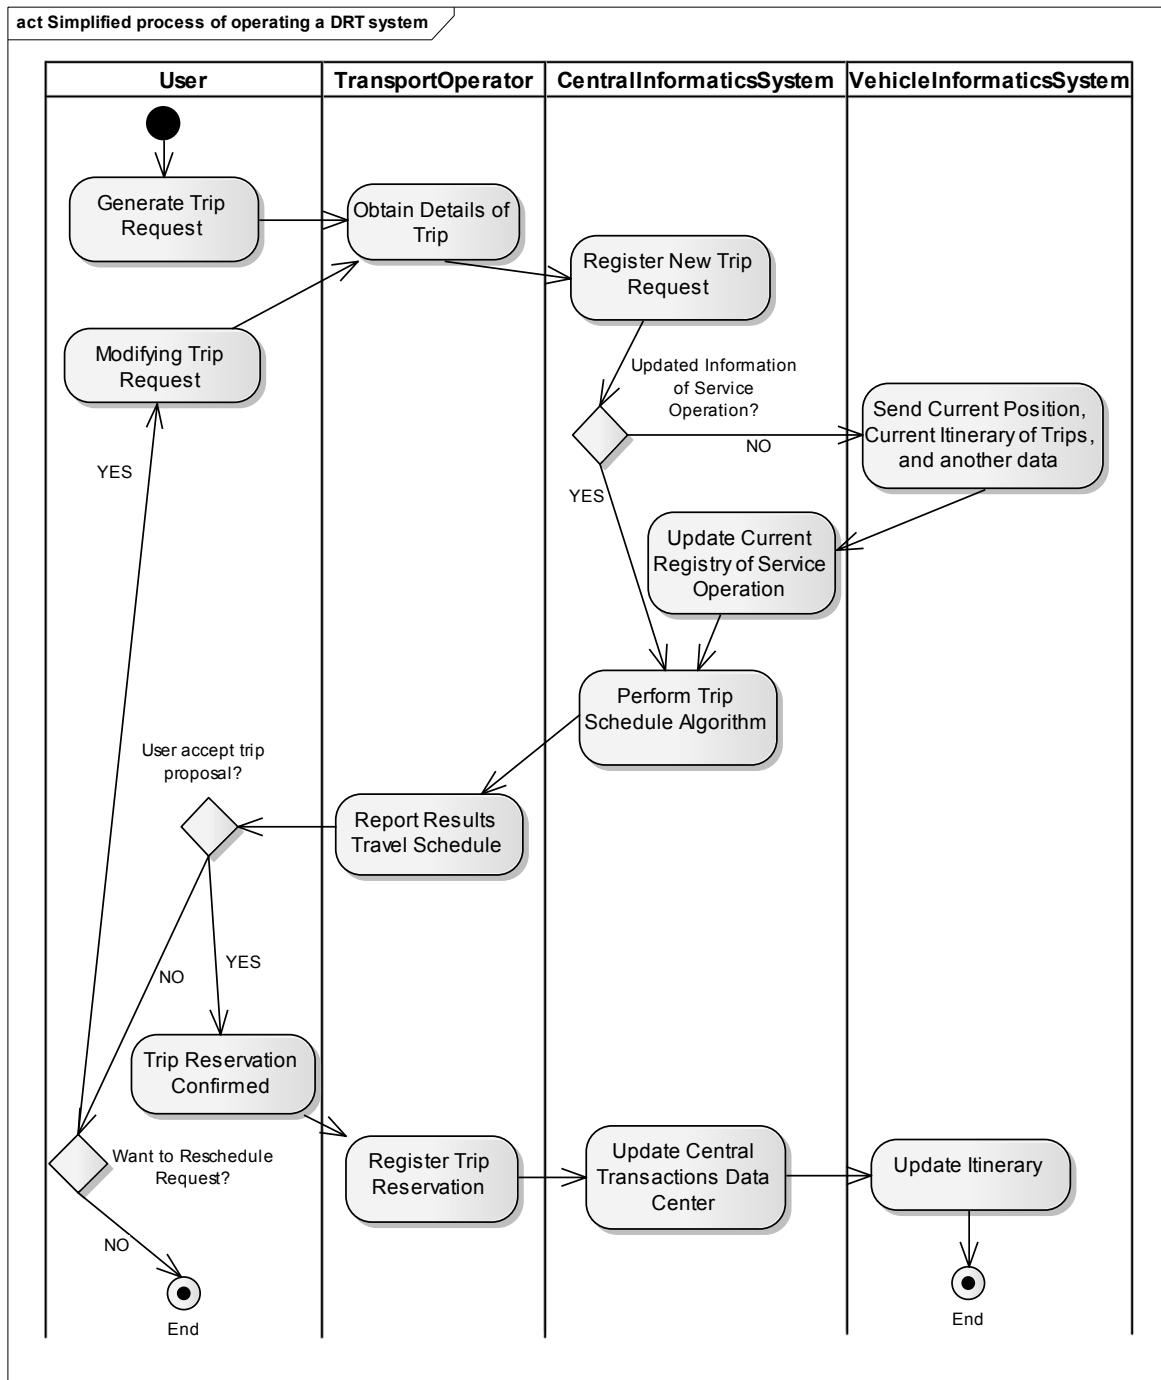 act Simplified process of operating a DRT system
User
TransportOperator
CentralInformaticsSystem
VehicleInformaticsSystem
Generate Trip
Request
Obtain Details of
Trip
Register New Trip
Request
Modifying Trip
Request
Updated Information
of Service
Operation?
Send Current Position,
Current Itinerary of Trips,
and another data
NO
YES
YES
Update Current
Registry of Service
Operation
Perform Trip
Schedule Algorithm
User accept trip
proposal?
Report Results
Travel Schedule
YES
NO
Trip Reservation
Confirmed
Want to Reschedule
Request?
Register Trip
Reservation
Update Central
Transactions Data
Center
Update Itinerary
NO
End
End